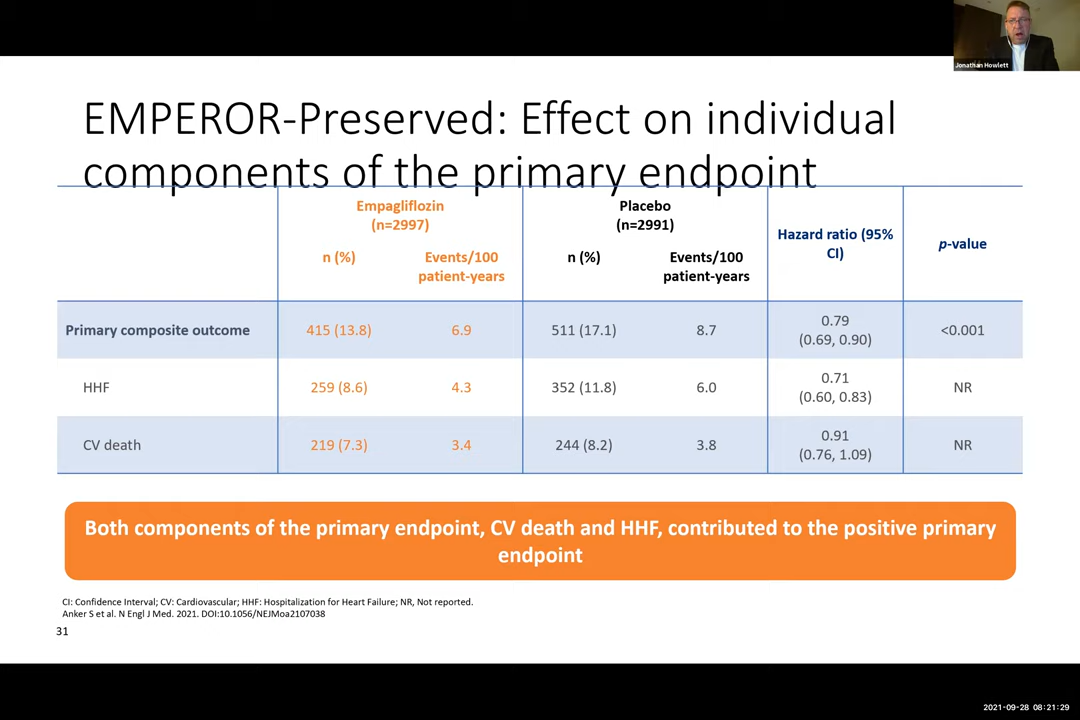 Jonathan Howlett
EMPEROR-Preserved: Effect on individual
components of the primary endpoint
Empagliflozin
(n=2997)
Placebo
(n=2991)
Hazard ratio (95%
CI)
p-value
n (%)
Events/100
patient-years
n (%)
Events/100
patient-years
Primary composite outcome
415 (13.8)
6.9
511 (17.1)
8.7
0.79
(0.69, 0.90)
<0.001
HHF
259 (8.6)
4.3
352 (11.8)
6.0
0.71
(0.60, 0.83)
NR
CV death
219 (7.3)
3.4
244 (8.2)
3.8
0.91
(0.76, 1.09)
NR
Both components of the primary endpoint, CV death and HHF, contributed to the positive primary
endpoint
CI: Confidence Interval; CV: Cardiovascular; HHF: Hospitalization for Heart Failure; NR, Not reported.
Anker S et al. N Engl J Med. 2021. DOI:10.1056/NEJMoa2107038
31
2021-09-28 08:21:29